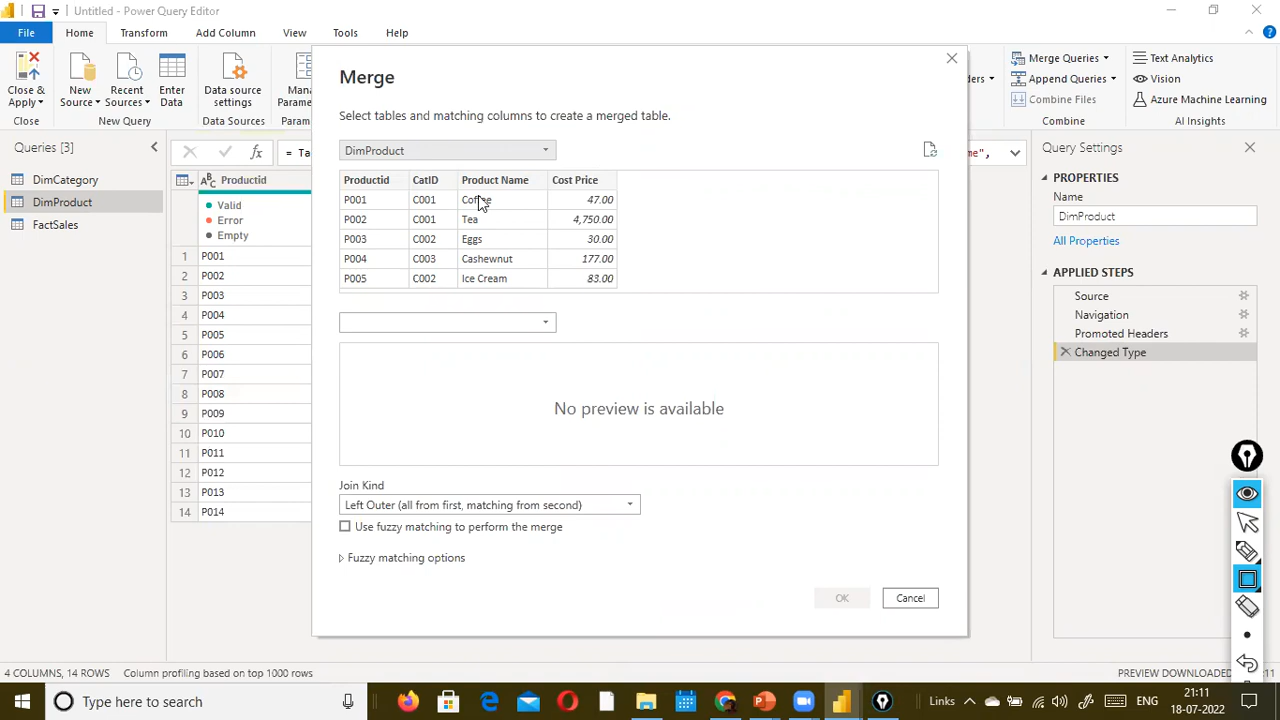 Untitled - Power Query Editor
File Home Transform Add Column View Tools Help
Close & Apply
New Source
Recent Sources
Enter Data
Data source settings
Merge Queries
Append Queries
Combine Files
Text Analytics
Vision
Azure Machine Learning
Close
New Query
Data Sources
Combine
AI Insights
Queries [3]
DimCategory
DimProduct
FactSales
= Ta
Productid
Valid
Error
Empty
1 P001
2 P002
3 P003
4 P004
5 P005
6 P006
7 P007
8 P008
9 P009
10 P010
11 P011
12 P012
13 P013
14 P014
Merge
Select tables and matching columns to create a merged table.
DimProduct
Productid CatID Product Name Cost Price
P001 C001 Coffee 47.00
P002 C001 Tea 4,750.00
P003 C002 Eggs 30.00
P004 C003 Cashewnut 177.00
P005 C002 Ice Cream 83.00
No preview is available
Join Kind
Left Outer (all from first, matching from second)
Use fuzzy matching to perform the merge
Fuzzy matching options
OK Cancel
Query Settings
PROPERTIES
Name
DimProduct
All Properties
APPLIED STEPS
Source
Navigation
Promoted Headers
Changed Type
4 COLUMNS, 14 ROWS Column profiling based on top 1000 rows
PREVIEW DOWNLOADED
Type here to search
Links
ENG
21:11
18-07-2022